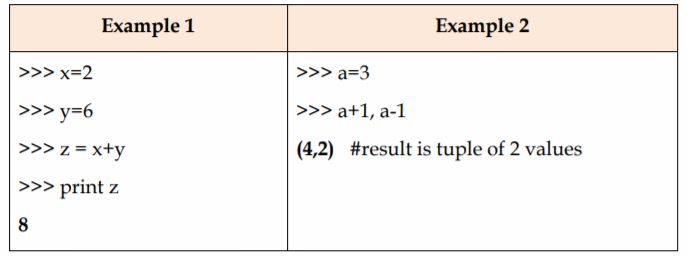 Example 1
>>> x=2
>>> y=6
>>> z = x+y
>>> print z
8
Example 2
>>> a=3
>>> a+1, a-1
(4,2) #result is tuple of 2 values